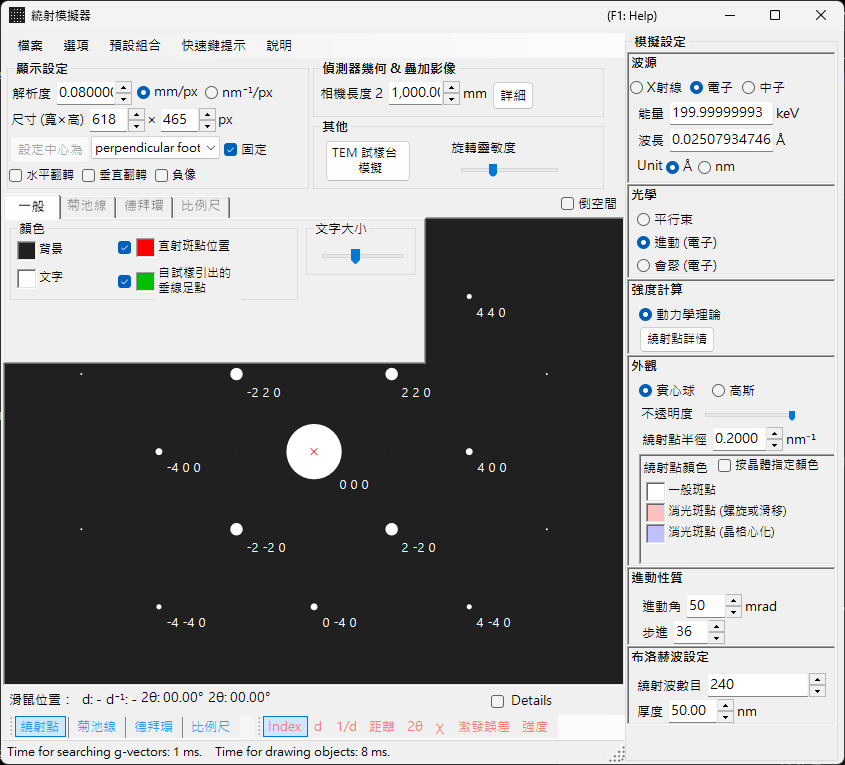 繞射模擬器 (F1: Help)
檔案 選項 預設組合 快速鍵提示 說明
顯示設定
解析度 0.080000 mm/px nm⁻¹/px
尺寸 (寬×高) 618 × 465 px
設定中心為 perpendicular foot 固定
水平翻轉 垂直翻轉 負像
偵測器幾何 & 疊加影像
相機長度 2 1,000.00 mm 詳細
其他
TEM 試樣台
模擬
旋轉靈敏度
倒空間
一般 菊池線 德拜環 比例尺
顏色
背景 直射斑點位置
文字 自試樣引出的
垂線足點
文字大小
4 4 0
-2 2 0 2 2 0
-4 0 0 4 0 0
0 0 0
-2 -2 0 2 -2 0
-4 -4 0 0 -4 0 4 -4 0
滑鼠位置： d: - d⁻¹: - 2θ: 00.00° 2θ: 00.00°
Details
繞射點 菊池線 德拜環 比例尺 Index d 1/d 距離 2θ χ 激發誤差 強度
Time for searching g-vectors: 1 ms. Time for drawing objects: 8 ms.
模擬設定
波源
X射線 電子 中子
能量 199.99999993 keV
波長 0.02507934746 Å
Unit Å nm
光學
平行束
進動 (電子)
會聚 (電子)
強度計算
動力學理論
繞射點詳情
外觀
實心球 高斯
不透明度
繞射點半徑 0.2000 nm⁻¹
繞射點顏色 按晶體指定顏色
一般斑點
消光斑點 (螺旋或滑移)
消光斑點 (晶格心化)
進動性質
進動角 50 mrad
步進 36
布洛赫波設定
繞射波數目 240
厚度 50.00 nm